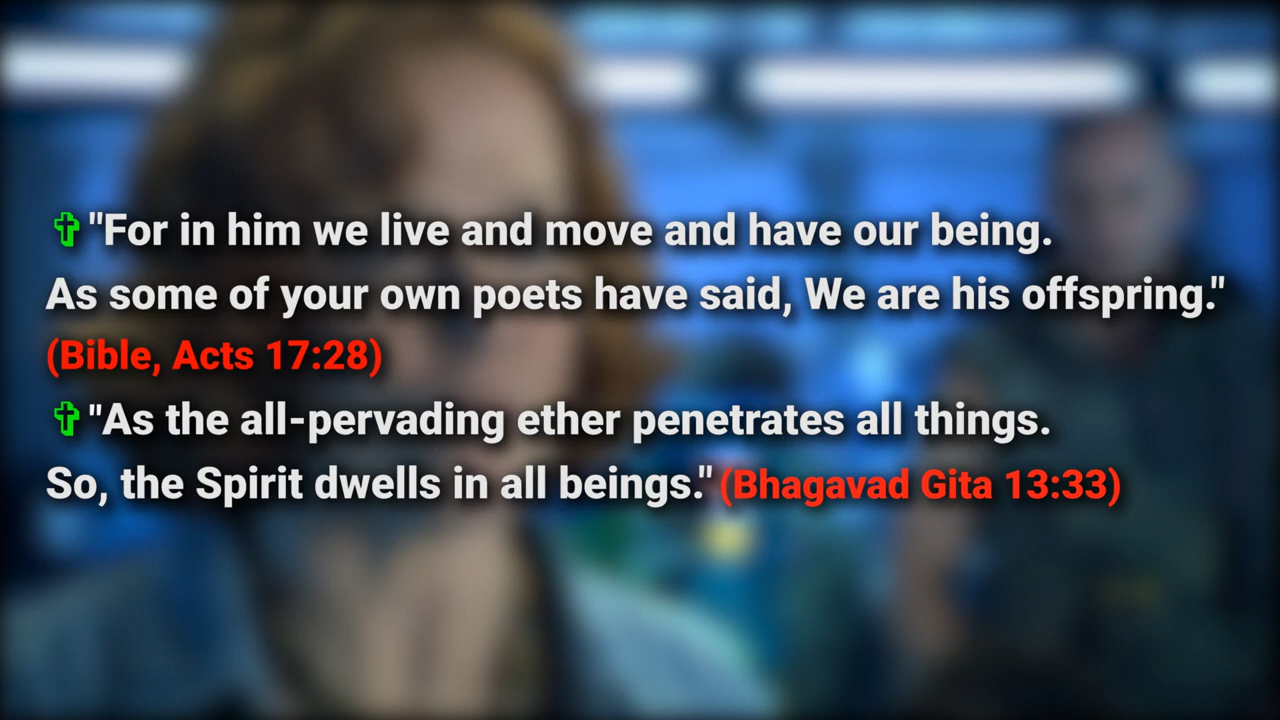 ✞"For in him we live and move and have our being.
As some of your own poets have said, We are his offspring."
(Bible, Acts 17:28)
✞"As the all-pervading ether penetrates all things.
So, the Spirit dwells in all beings." (Bhagavad Gita 13:33)